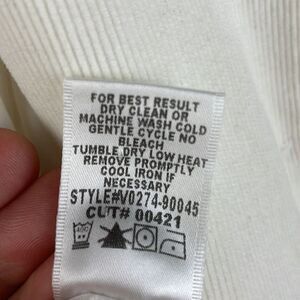 FOR BEST RESULT
DRY CLEAN OR
MACHINE WASH COLD
GENTLE CYCLE NO
BLEACH
TUMBLE DRY LOW HEAT
REMOVE PROMPTLY
COOL IRON IF
NECESSARY
STYLE#V0274-90045
CUT# 00421